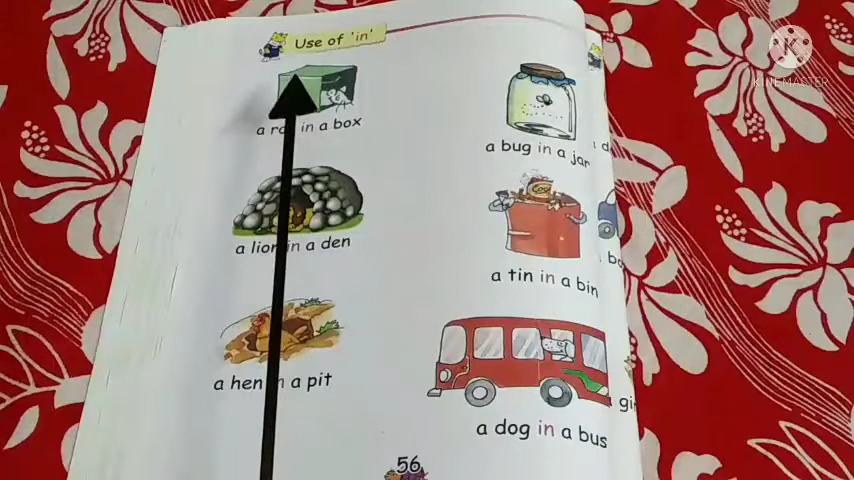 Use of 'in'
a in a box
a bug in a jar
a lion in a den
a tin in a bin
a hen a pit
a dog in a bus
56
KINEMASTER